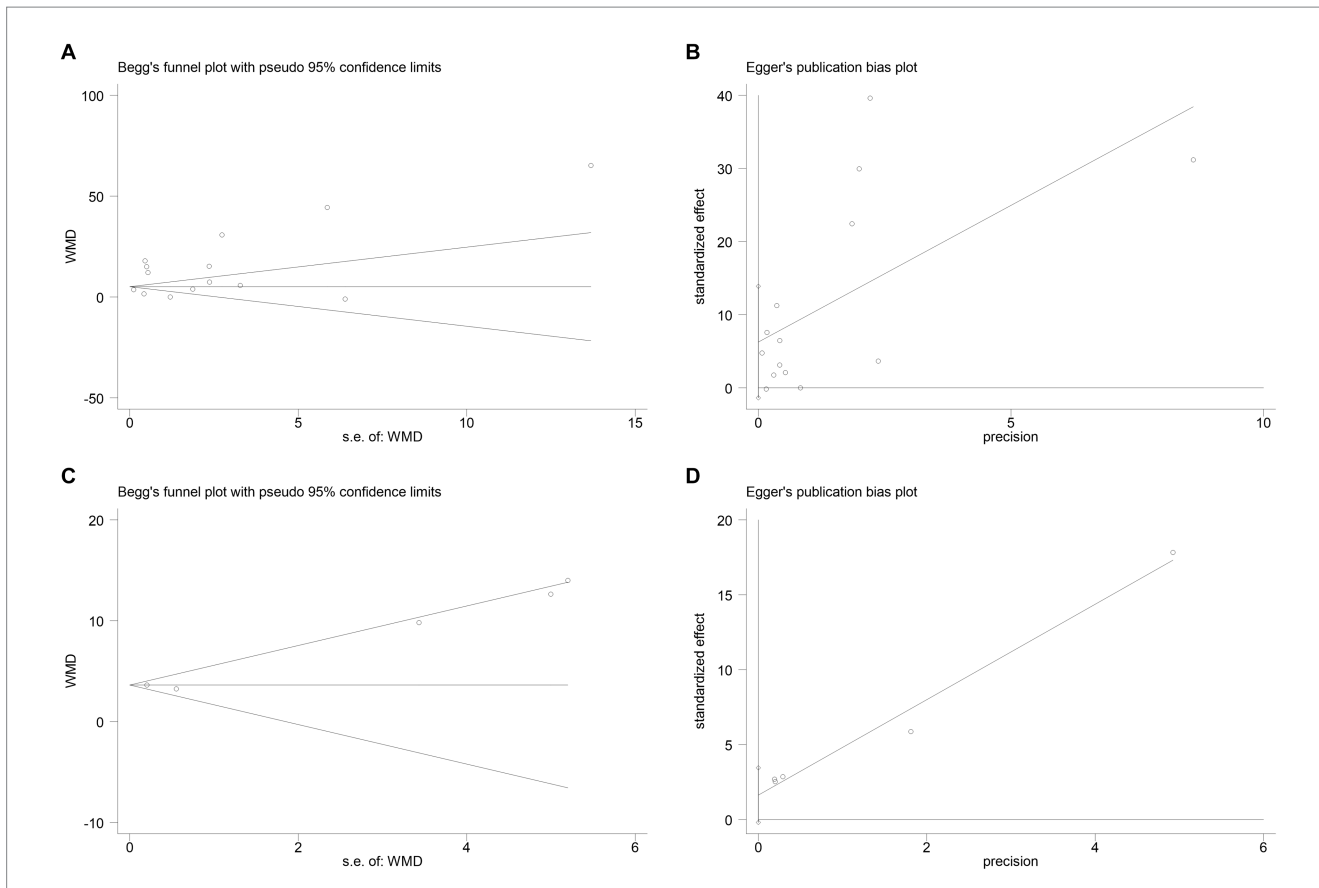 A
Begg's funnel plot with pseudo 95% confidence limits
100
50
0
-50
WMD
0 5 10 15
s.e. of: WMD
B
Egger's publication bias plot
40
30
20
10
0
standardized effect
0 5 10
precision
C
Begg's funnel plot with pseudo 95% confidence limits
20
10
0
-10
WMD
0 2 4 6
s.e. of: WMD
D
Egger's publication bias plot
20
15
10
5
0
standardized effect
0 2 4 6
precision